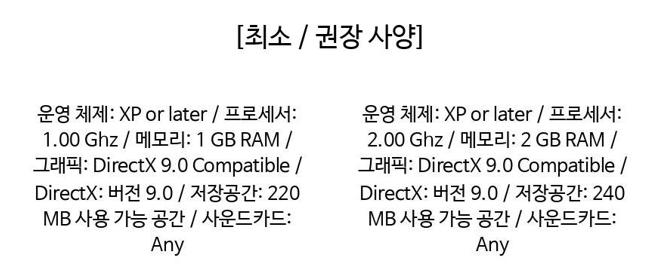 [최소 / 권장 사양]
운영 체제: XP or later / 프로세서:
1.00 Ghz / 메모리: 1 GB RAM /
그래픽: DirectX 9.0 Compatible /
DirectX: 버전 9.0 / 저장공간: 220
MB 사용 가능 공간 / 사운드카드:
Any
운영 체제: XP or later / 프로세서:
2.00 Ghz / 메모리: 2 GB RAM /
그래픽: DirectX 9.0 Compatible /
DirectX: 버전 9.0 / 저장공간: 240
MB 사용 가능 공간 / 사운드카드:
Any